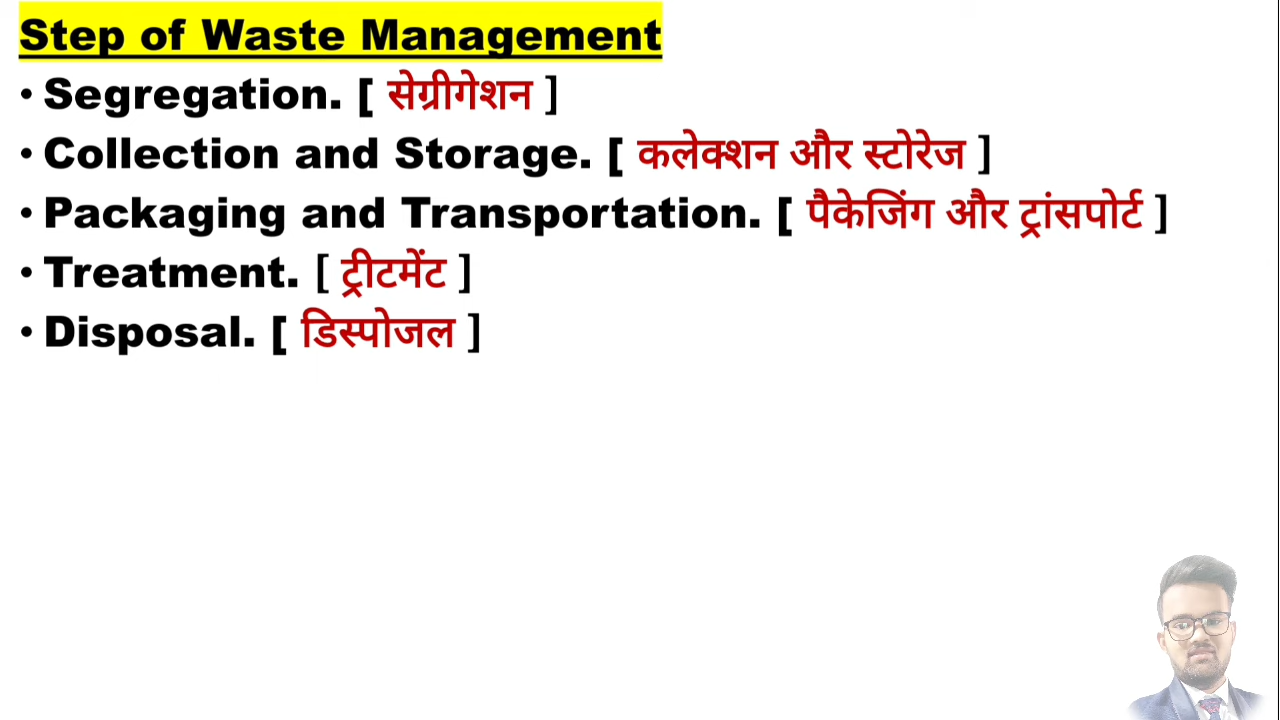 Step of Waste Management
• Segregation. [ सेग्रीगेशन ]
• Collection and Storage. [ कलेक्शन और स्टोरेज ]
• Packaging and Transportation. [ पैकेजिंग और ट्रांसपोर्ट ]
• Treatment. [ ट्रीटमेंट ]
• Disposal. [ डिस्पोजल ]